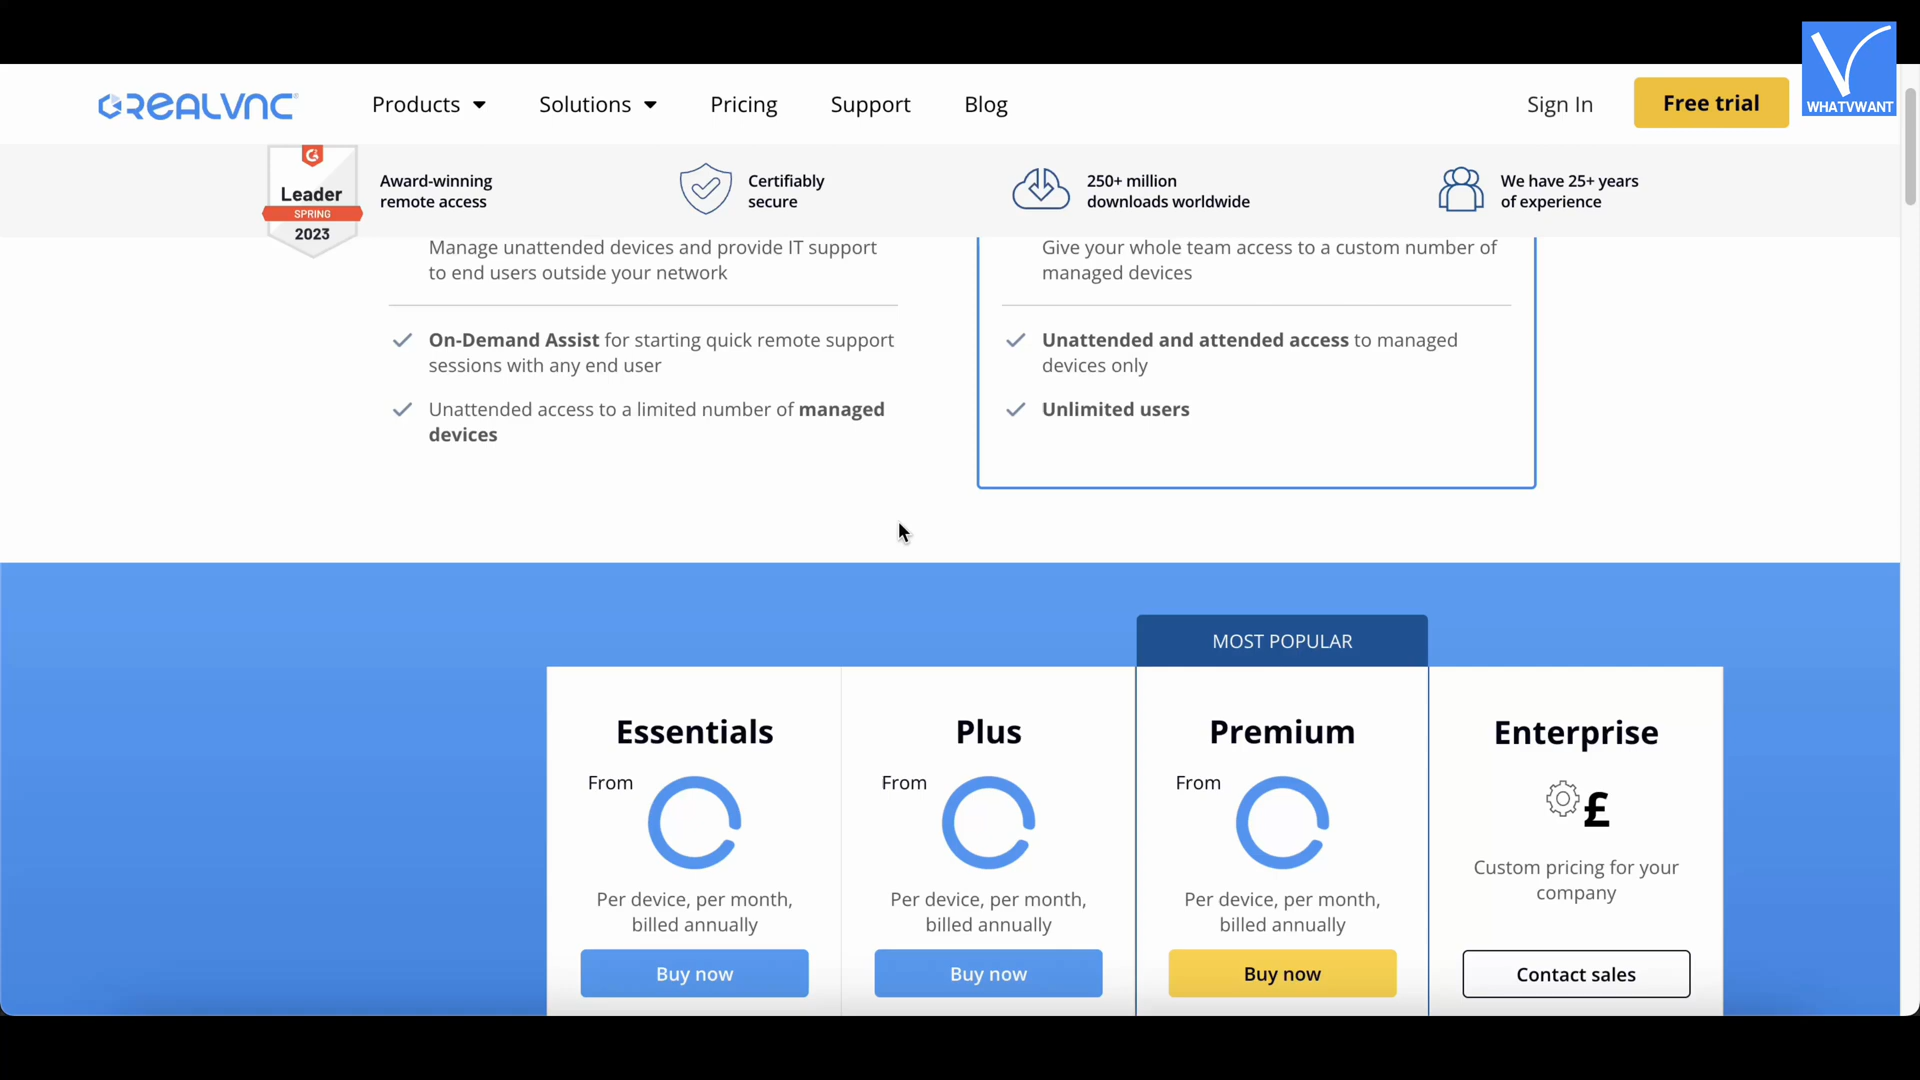 WHATVWANT
REALVNC
Products
Solutions
Pricing
Support
Blog
Sign In
Free trial
Leader
SPRING
2023
Award-winning
remote access
Certifiably
secure
250+ million
downloads worldwide
We have 25+ years
of experience
Manage unattended devices and provide IT support
to end users outside your network
On-Demand Assist for starting quick remote support
sessions with any end user
Unattended access to a limited number of managed
devices
Give your whole team access to a custom number of
managed devices
Unattended and attended access to managed
devices only
Unlimited users
Essentials
From
Per device, per month,
billed annually
Buy now
Plus
From
Per device, per month,
billed annually
Buy now
MOST POPULAR
Premium
From
Per device, per month,
billed annually
Buy now
Enterprise
£
Custom pricing for your
company
Contact sales